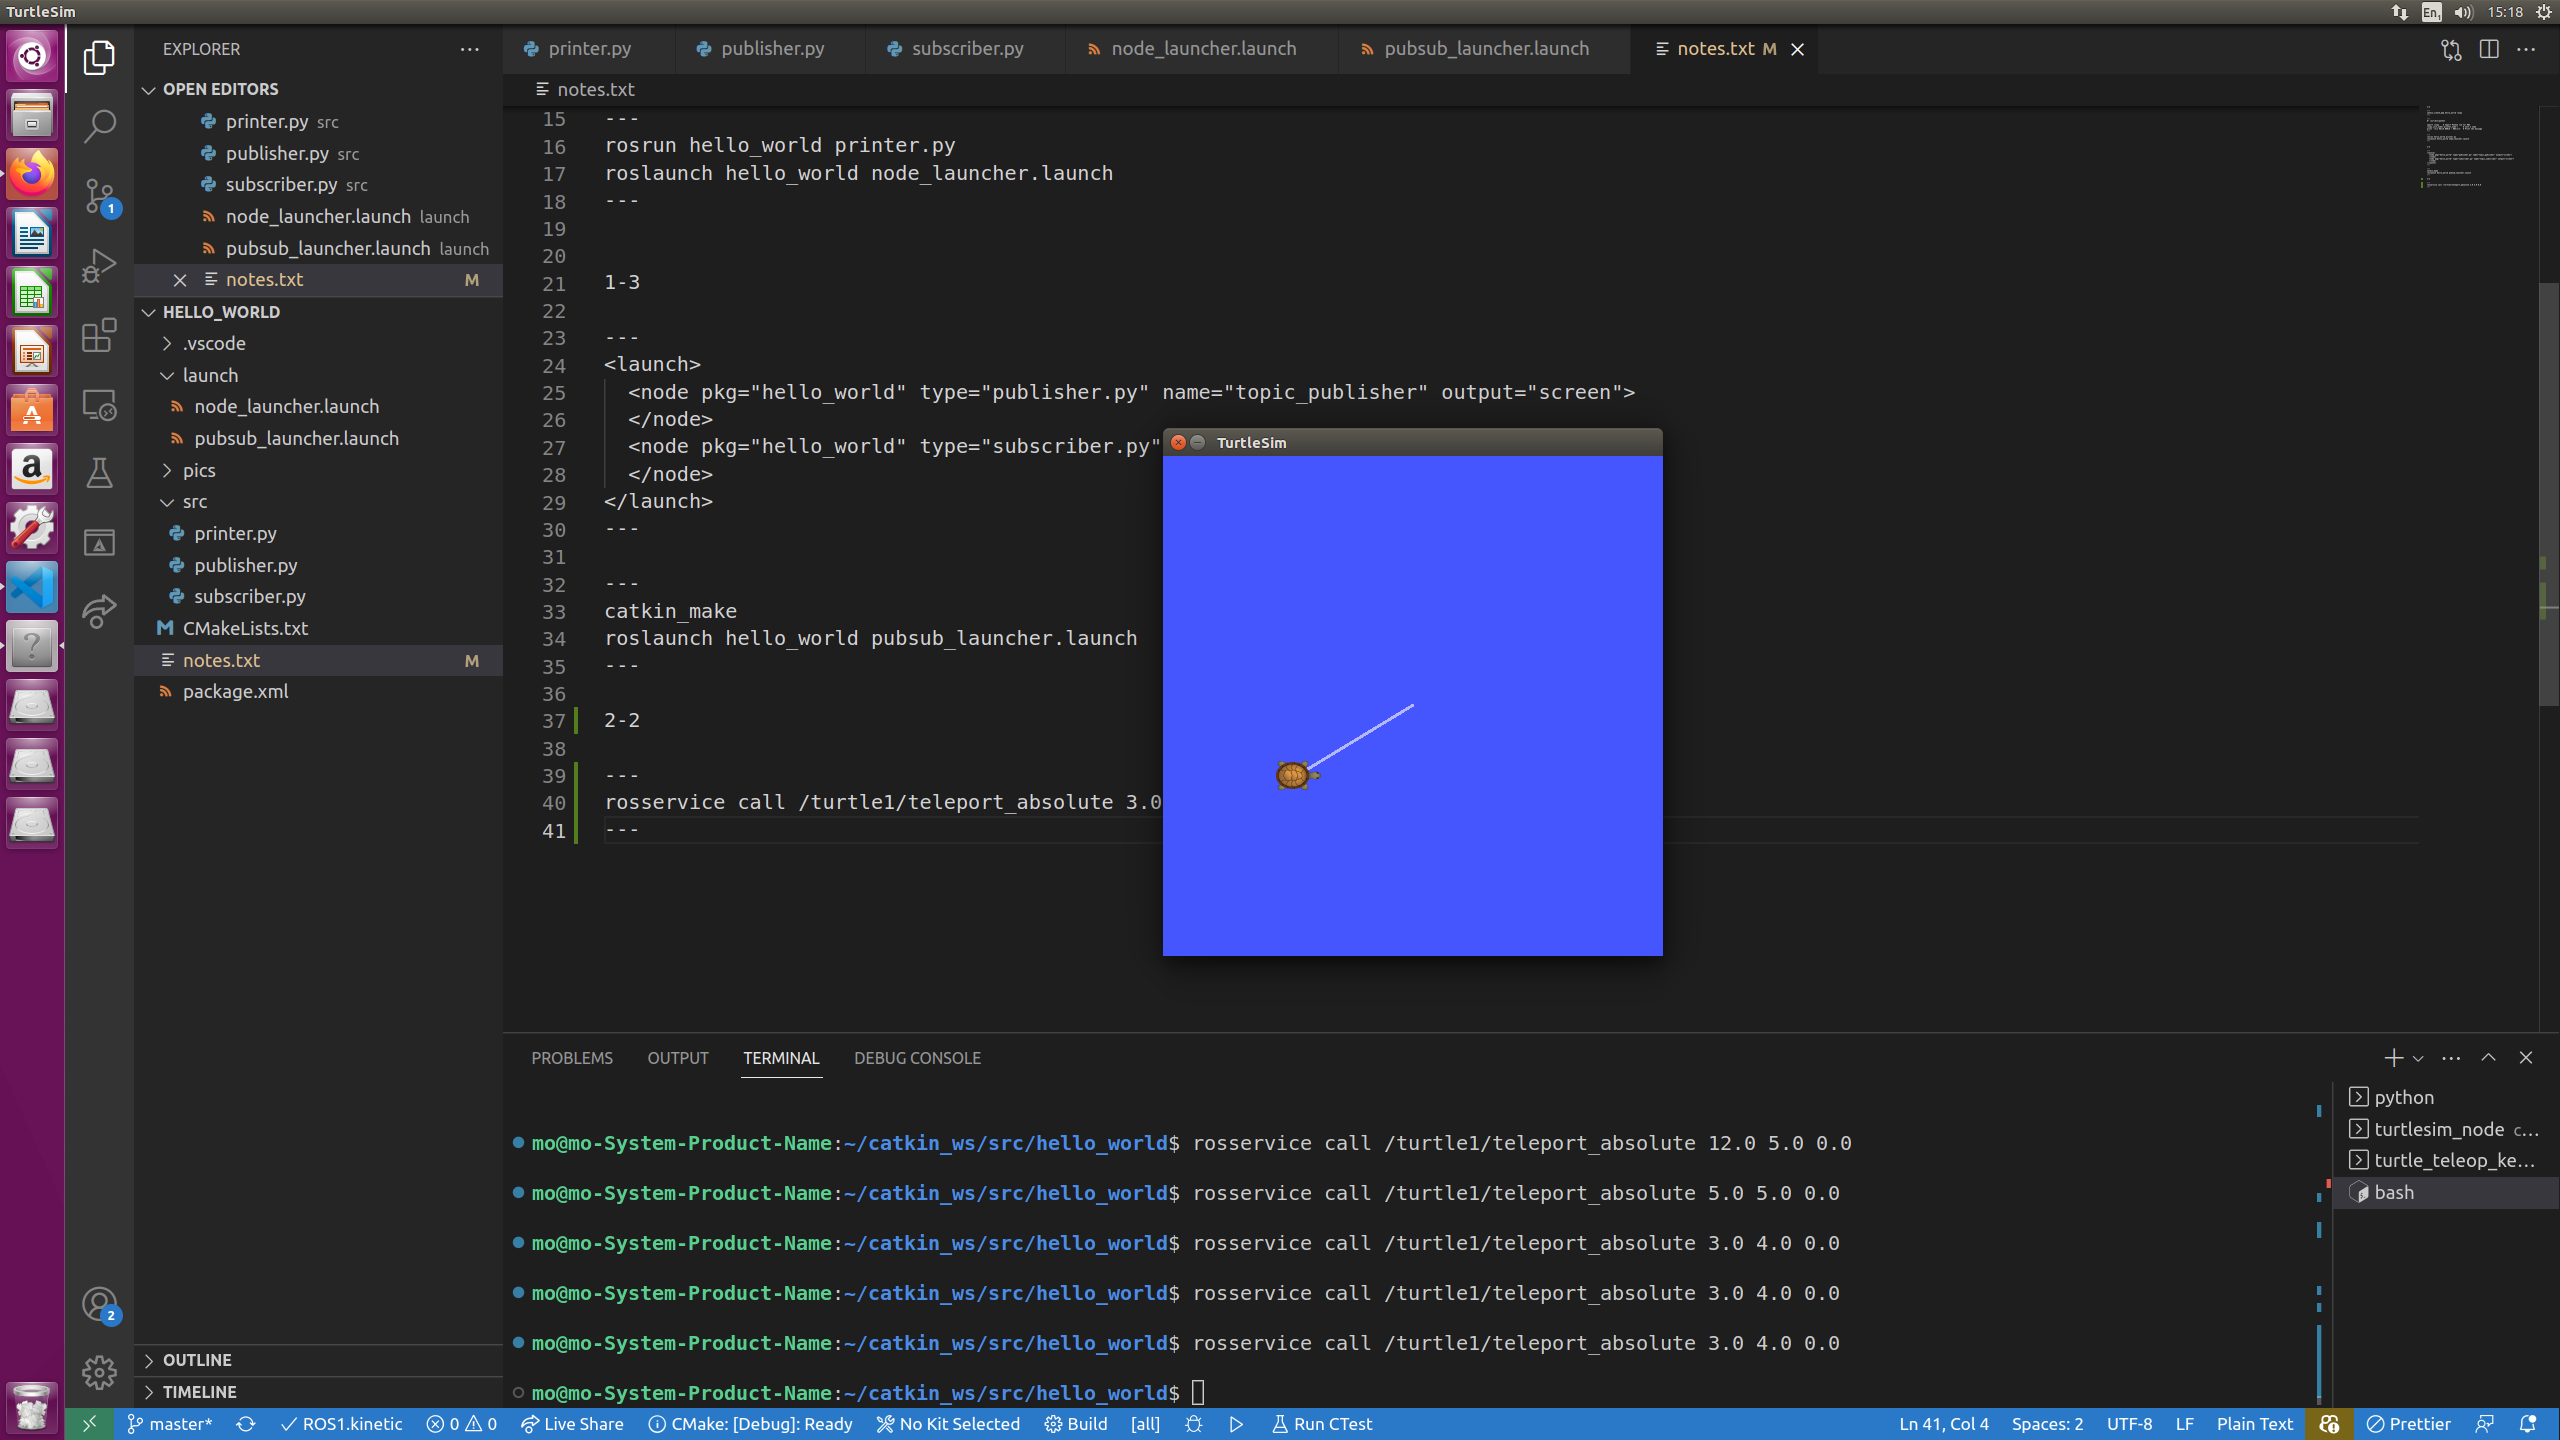 TurtleSim
En1
15:18
EXPLORER
OPEN EDITORS
printer.py src
publisher.py src
subscriber.py src
node_launcher.launch launch
pubsub_launcher.launch launch
notes.txt M
HELLO_WORLD
.vscode
launch
node_launcher.launch
pubsub_launcher.launch
pics
src
printer.py
publisher.py
subscriber.py
CMakeLists.txt
notes.txt M
package.xml
OUTLINE
TIMELINE
1
2
printer.py publisher.py subscriber.py node_launcher.launch pubsub_launcher.launch notes.txt M
notes.txt
15 ---
16 rosrun hello_world printer.py
17 roslaunch hello_world node_launcher.launch
18 ---
19
20
21 1-3
22
23 ---
24 <launch>
25 <node pkg="hello_world" type="publisher.py" name="topic_publisher" output="screen">
26 </node>
27 <node pkg="hello_world" type="subscriber.py"
28 </node>
29 </launch>
30 ---
31
32 ---
33 catkin_make
34 roslaunch hello_world pubsub_launcher.launch
35 ---
36
37 2-2
38
39 ---
40 rosservice call /turtle1/teleport_absolute 3.0
41 ---
TurtleSim
PROBLEMS OUTPUT TERMINAL DEBUG CONSOLE
mo@mo-System-Product-Name:~/catkin_ws/src/hello_world$ rosservice call /turtle1/teleport_absolute 12.0 5.0 0.0
mo@mo-System-Product-Name:~/catkin_ws/src/hello_world$ rosservice call /turtle1/teleport_absolute 5.0 5.0 0.0
mo@mo-System-Product-Name:~/catkin_ws/src/hello_world$ rosservice call /turtle1/teleport_absolute 3.0 4.0 0.0
mo@mo-System-Product-Name:~/catkin_ws/src/hello_world$ rosservice call /turtle1/teleport_absolute 3.0 4.0 0.0
mo@mo-System-Product-Name:~/catkin_ws/src/hello_world$ rosservice call /turtle1/teleport_absolute 3.0 4.0 0.0
mo@mo-System-Product-Name:~/catkin_ws/src/hello_world$
python
turtlesim_node c...
turtle_teleop_ke...
bash
master* ROS1.kinetic 0 0 Live Share CMake: [Debug]: Ready No Kit Selected Build [all] Run CTest Ln 41, Col 4 Spaces: 2 UTF-8 LF Plain Text Prettier